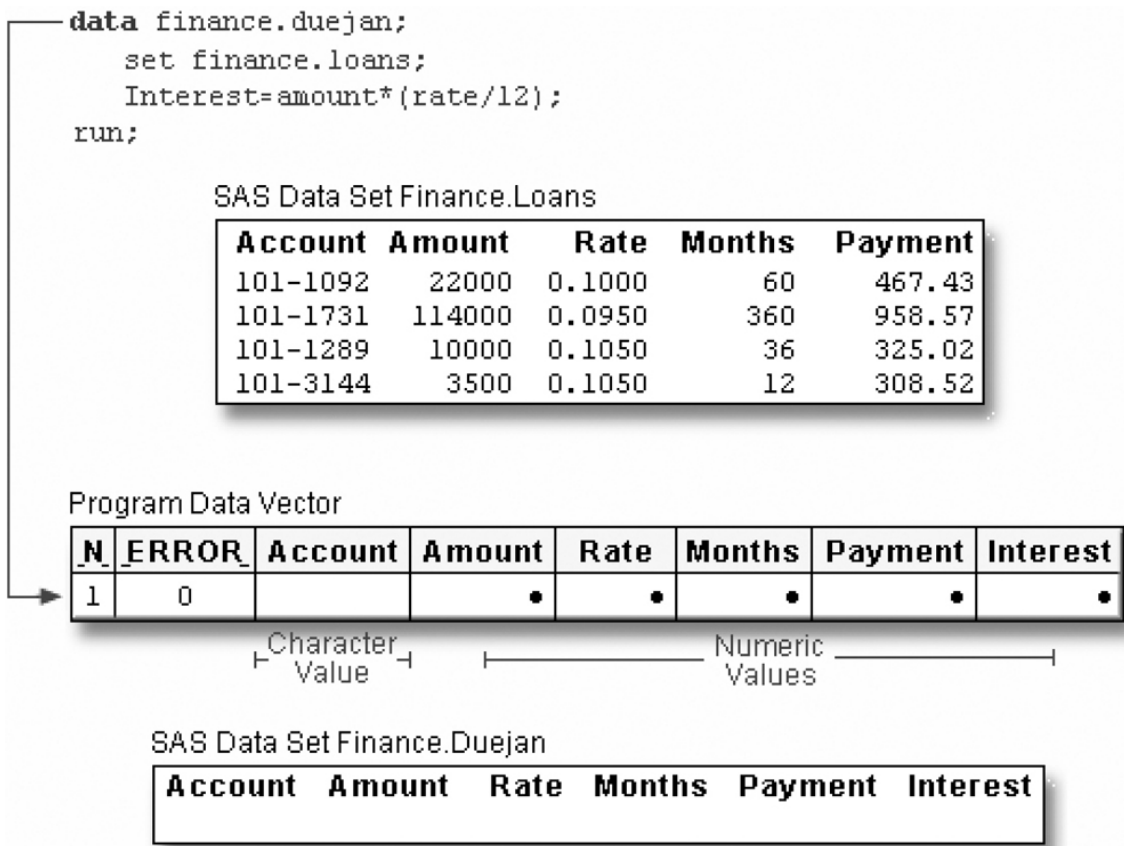 data finance.duejan;
set finance.loans;
Interest=amount*(rate/12);
run;
SAS Data Set Finance.Loans
Account Amount Rate Months Payment
101-1092 22000 0.1000 60 467.43
101-1731 114000 0.0950 360 958.57
101-1289 10000 0.1050 36 325.02
101-3144 3500 0.1050 12 308.52
Program Data Vector
_N_ _ERROR_ Account Amount Rate Months Payment Interest
1 0 • • • • •
Character Value
Numeric Values
SAS Data Set Finance.Duejan
Account Amount Rate Months Payment Interest